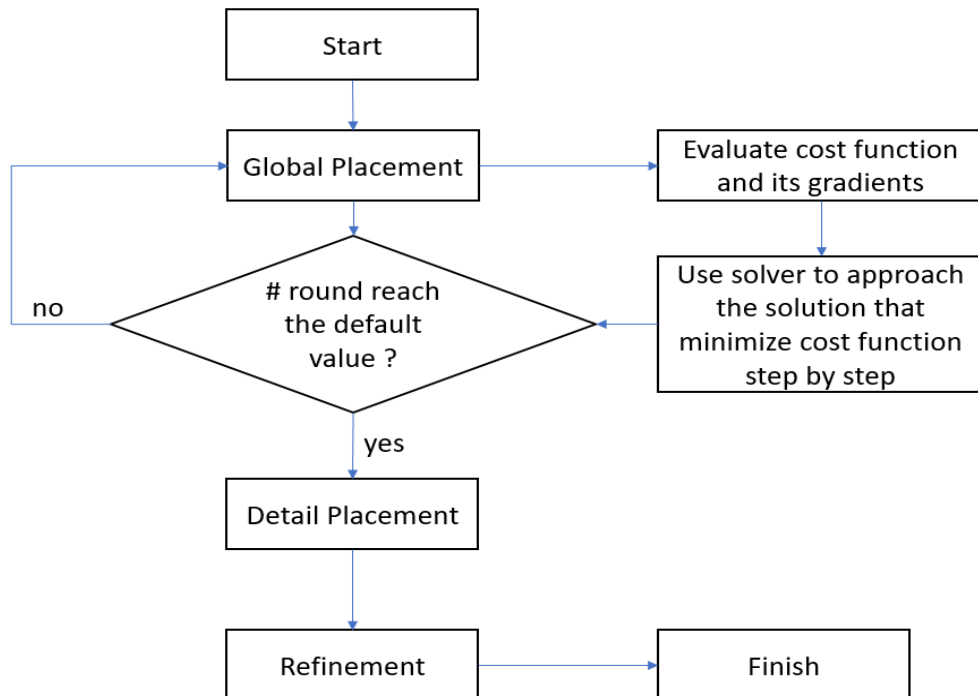 Start
Global Placement
Evaluate cost function
and its gradients
# round reach
the default
value ?
no
Use solver to approach
the solution that
minimize cost function
step by step
yes
Detail Placement
Refinement
Finish